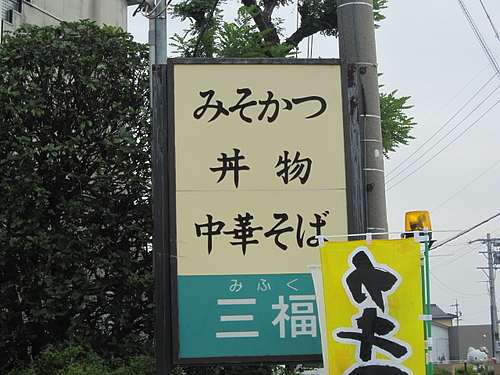 みそかつ
丼物
中華そば
みふく
三福